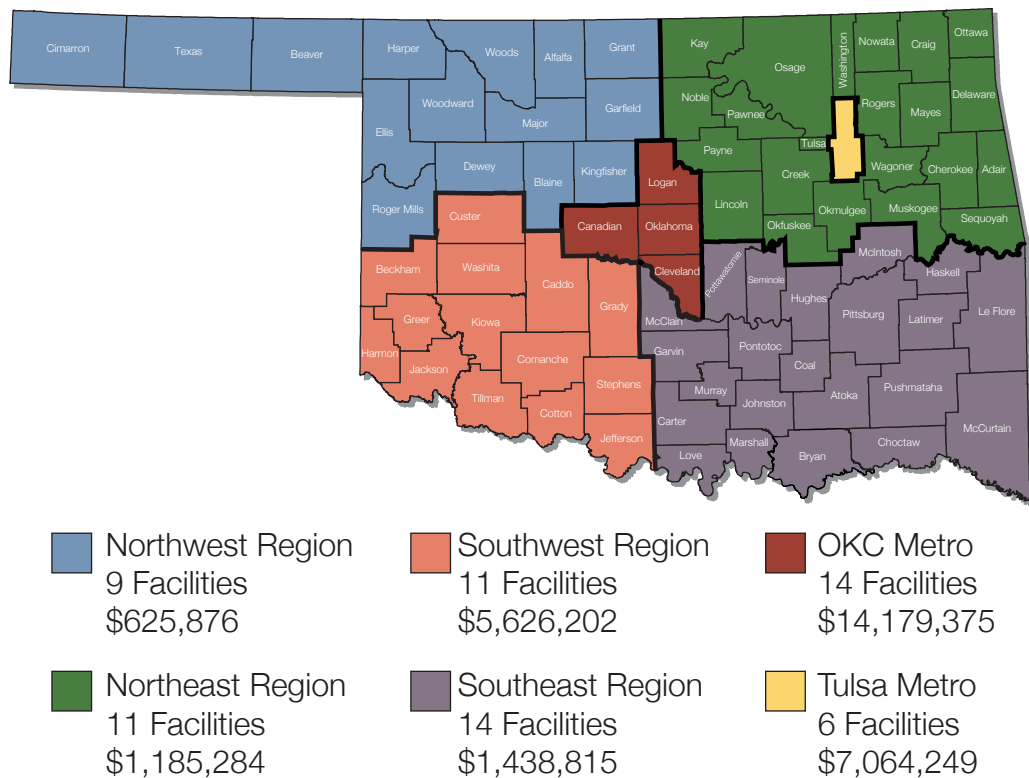 Cimarron
Texas
Beaver
Harper
Woods
Alfalfa
Grant
Kay
Osage
Washington
Nowata
Craig
Ottawa
Ellis
Woodward
Major
Garfield
Noble
Pawnee
Rogers
Mayes
Delaware
Dewey
Blaine
Kingfisher
Logan
Payne
Tulsa
Creek
Wagoner
Cherokee
Adair
Roger Mills
Custer
Canadian
Oklahoma
Lincoln
Okfuskee
Okmulgee
Muskogee
Sequoyah
Beckham
Washita
Caddo
Grady
Cleveland
Pottawatomie
Seminole
Hughes
McIntosh
Haskell
Greer
Kiowa
McClain
Pittsburg
Latimer
Le Flore
Harmon
Jackson
Comanche
Garvin
Pontotoc
Coal
Tillman
Cotton
Stephens
Murray
Johnston
Atoka
Pushmataha
Jefferson
Carter
Love
Marshall
Bryan
Choctaw
McCurtain
Northwest Region
9 Facilities
$625,876
Southwest Region
11 Facilities
$5,626,202
OKC Metro
14 Facilities
$14,179,375
Northeast Region
11 Facilities
$1,185,284
Southeast Region
14 Facilities
$1,438,815
Tulsa Metro
6 Facilities
$7,064,249